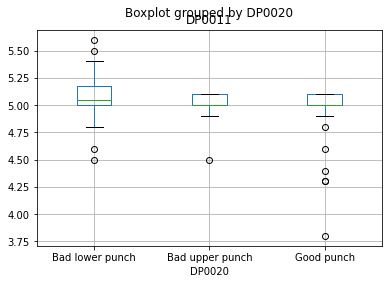 Boxplot grouped by DP0020
DP0011
5.50
5.25
5.00
4.75
4.50
4.25
4.00
3.75
Bad lower punch Bad upper punch Good punch
DP0020